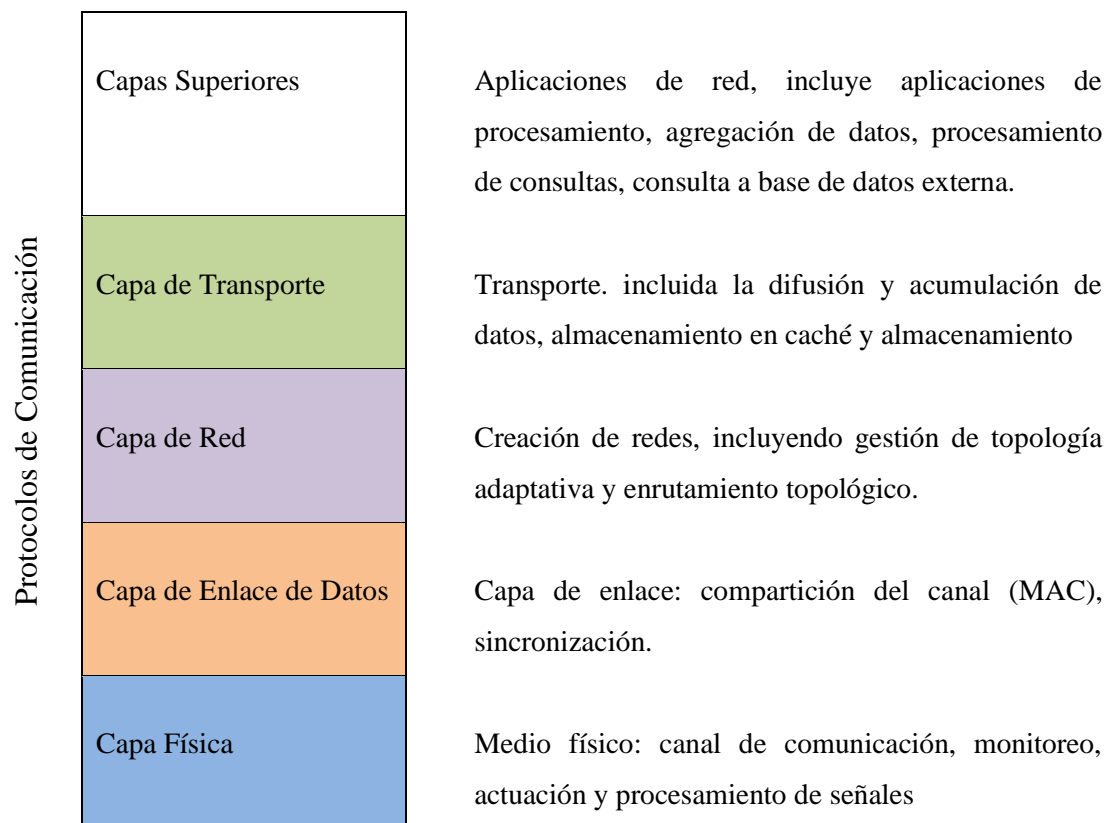 Protocolos de Comunicación
Capas Superiores
Aplicaciones de red, incluye aplicaciones de
procesamiento, agregación de datos, procesamiento
de consultas, consulta a base de datos externa.
Capa de Transporte
Transporte. incluida la difusión y acumulación de
datos, almacenamiento en caché y almacenamiento
Capa de Red
Creación de redes, incluyendo gestión de topología
adaptativa y enrutamiento topológico.
Capa de Enlace de Datos
Capa de enlace: compartición del canal (MAC),
sincronización.
Capa Física
Medio físico: canal de comunicación, monitoreo,
actuación y procesamiento de señales